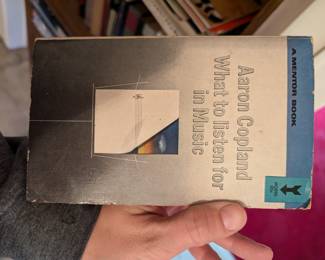 A MENTOR BOOK
Aaron Copland
What to listen for
in Music